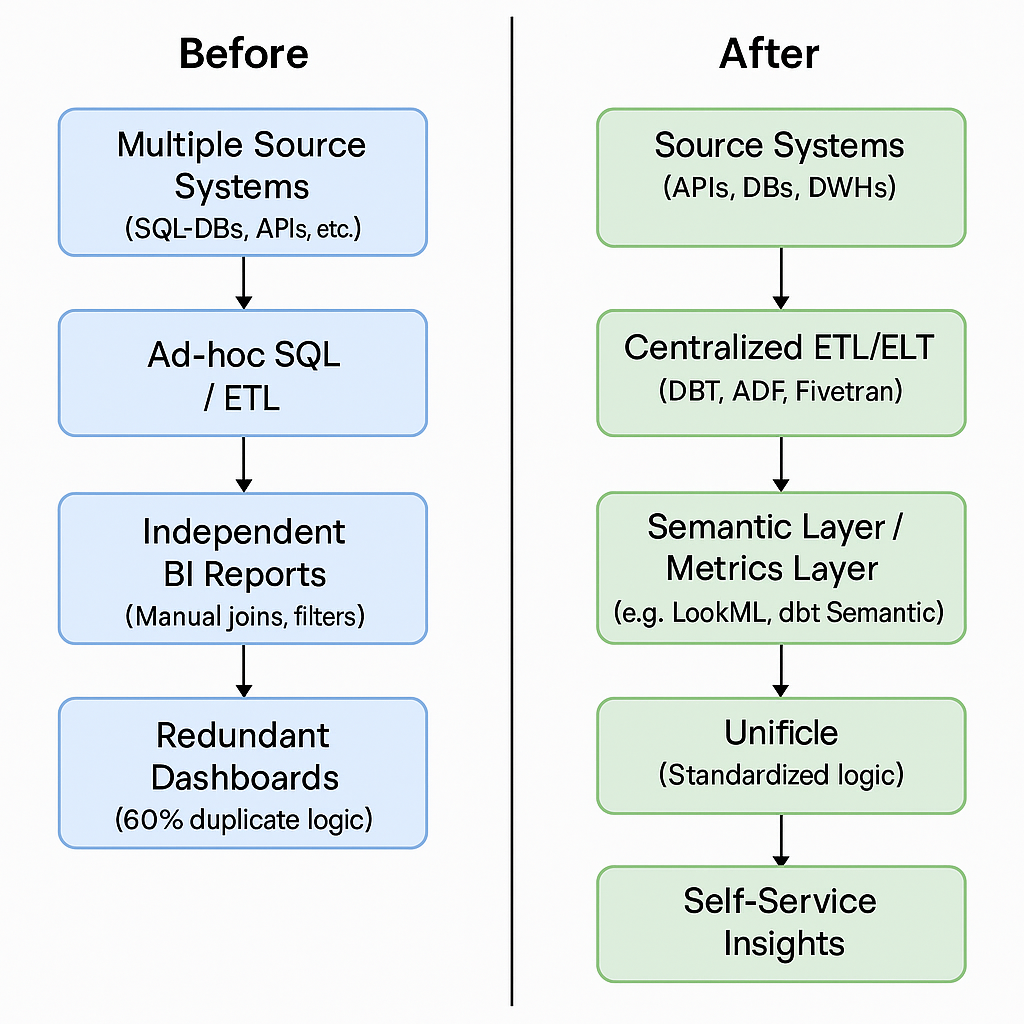 Before
Multiple Source
Systems
(SQL-DBs, APIs, etc.)
Ad-hoc SQL
/ ETL
Independent
BI Reports
(Manual joins, filters)
Redundant
Dashboards
(60% duplicate logic)
After
Source Systems
(APIs, DBs, DWHs)
Centralized ETL/ELT
(DBT, ADF, Fivetran)
Semantic Layer /
Metrics Layer
(e.g. LookML, dbt Semantic)
Unificle
(Standardized logic)
Self-Service
Insights